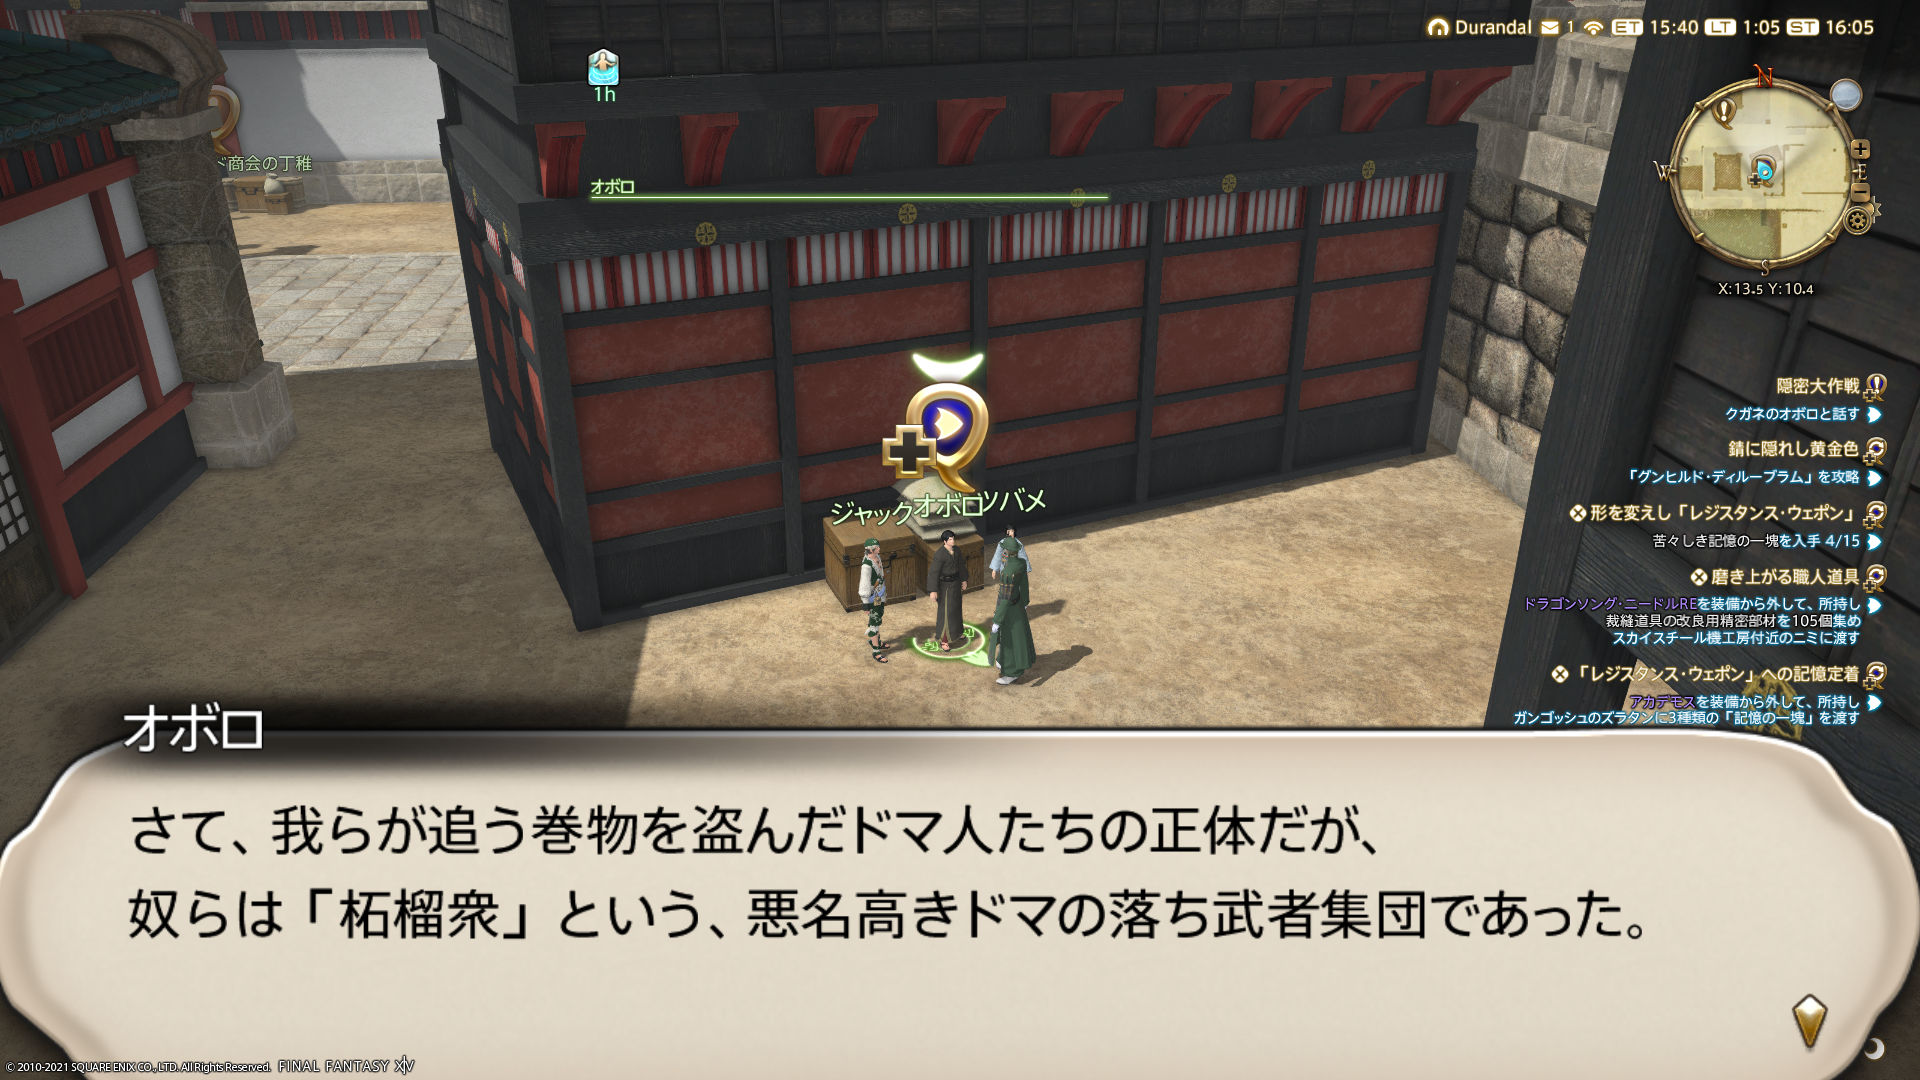 Durandal 1 ET 15:40 LT 1:05 ST 16:05
1h
N
ド商会の丁稚
オボロ
W
E
S
X:13.5 Y:10.4
隠密大作戦
クガネのオボロと話す
錆に隠れし黄金色
「グンヒルド・ディルーブラム」を攻略
形を変えし「レジスタンス・ウェポン」
苦々しき記憶の一塊を入手 4/15
磨き上がる職人道具
ドラゴンソング・ニードルREを装備から外して、所持し
裁縫道具の改良用精密部材を105個集め
スカイスチール機工房付近のニミに渡す
「レジスタンス・ウェポン」への記憶定着
アカデモスを装備から外して、所持し
ガンゴッシュのズラタンに3種類の「記憶の一塊」を渡す
ジャック オボロ ツバメ
オボロ
さて、我らが追う巻物を盗んだドマ人たちの正体だが、
奴らは「柘榴衆」という、悪名高きドマの落ち武者集団であった。
© 2010-2021 SQUARE ENIX CO., LTD. All Rights Reserved. FINAL FANTASY XIV